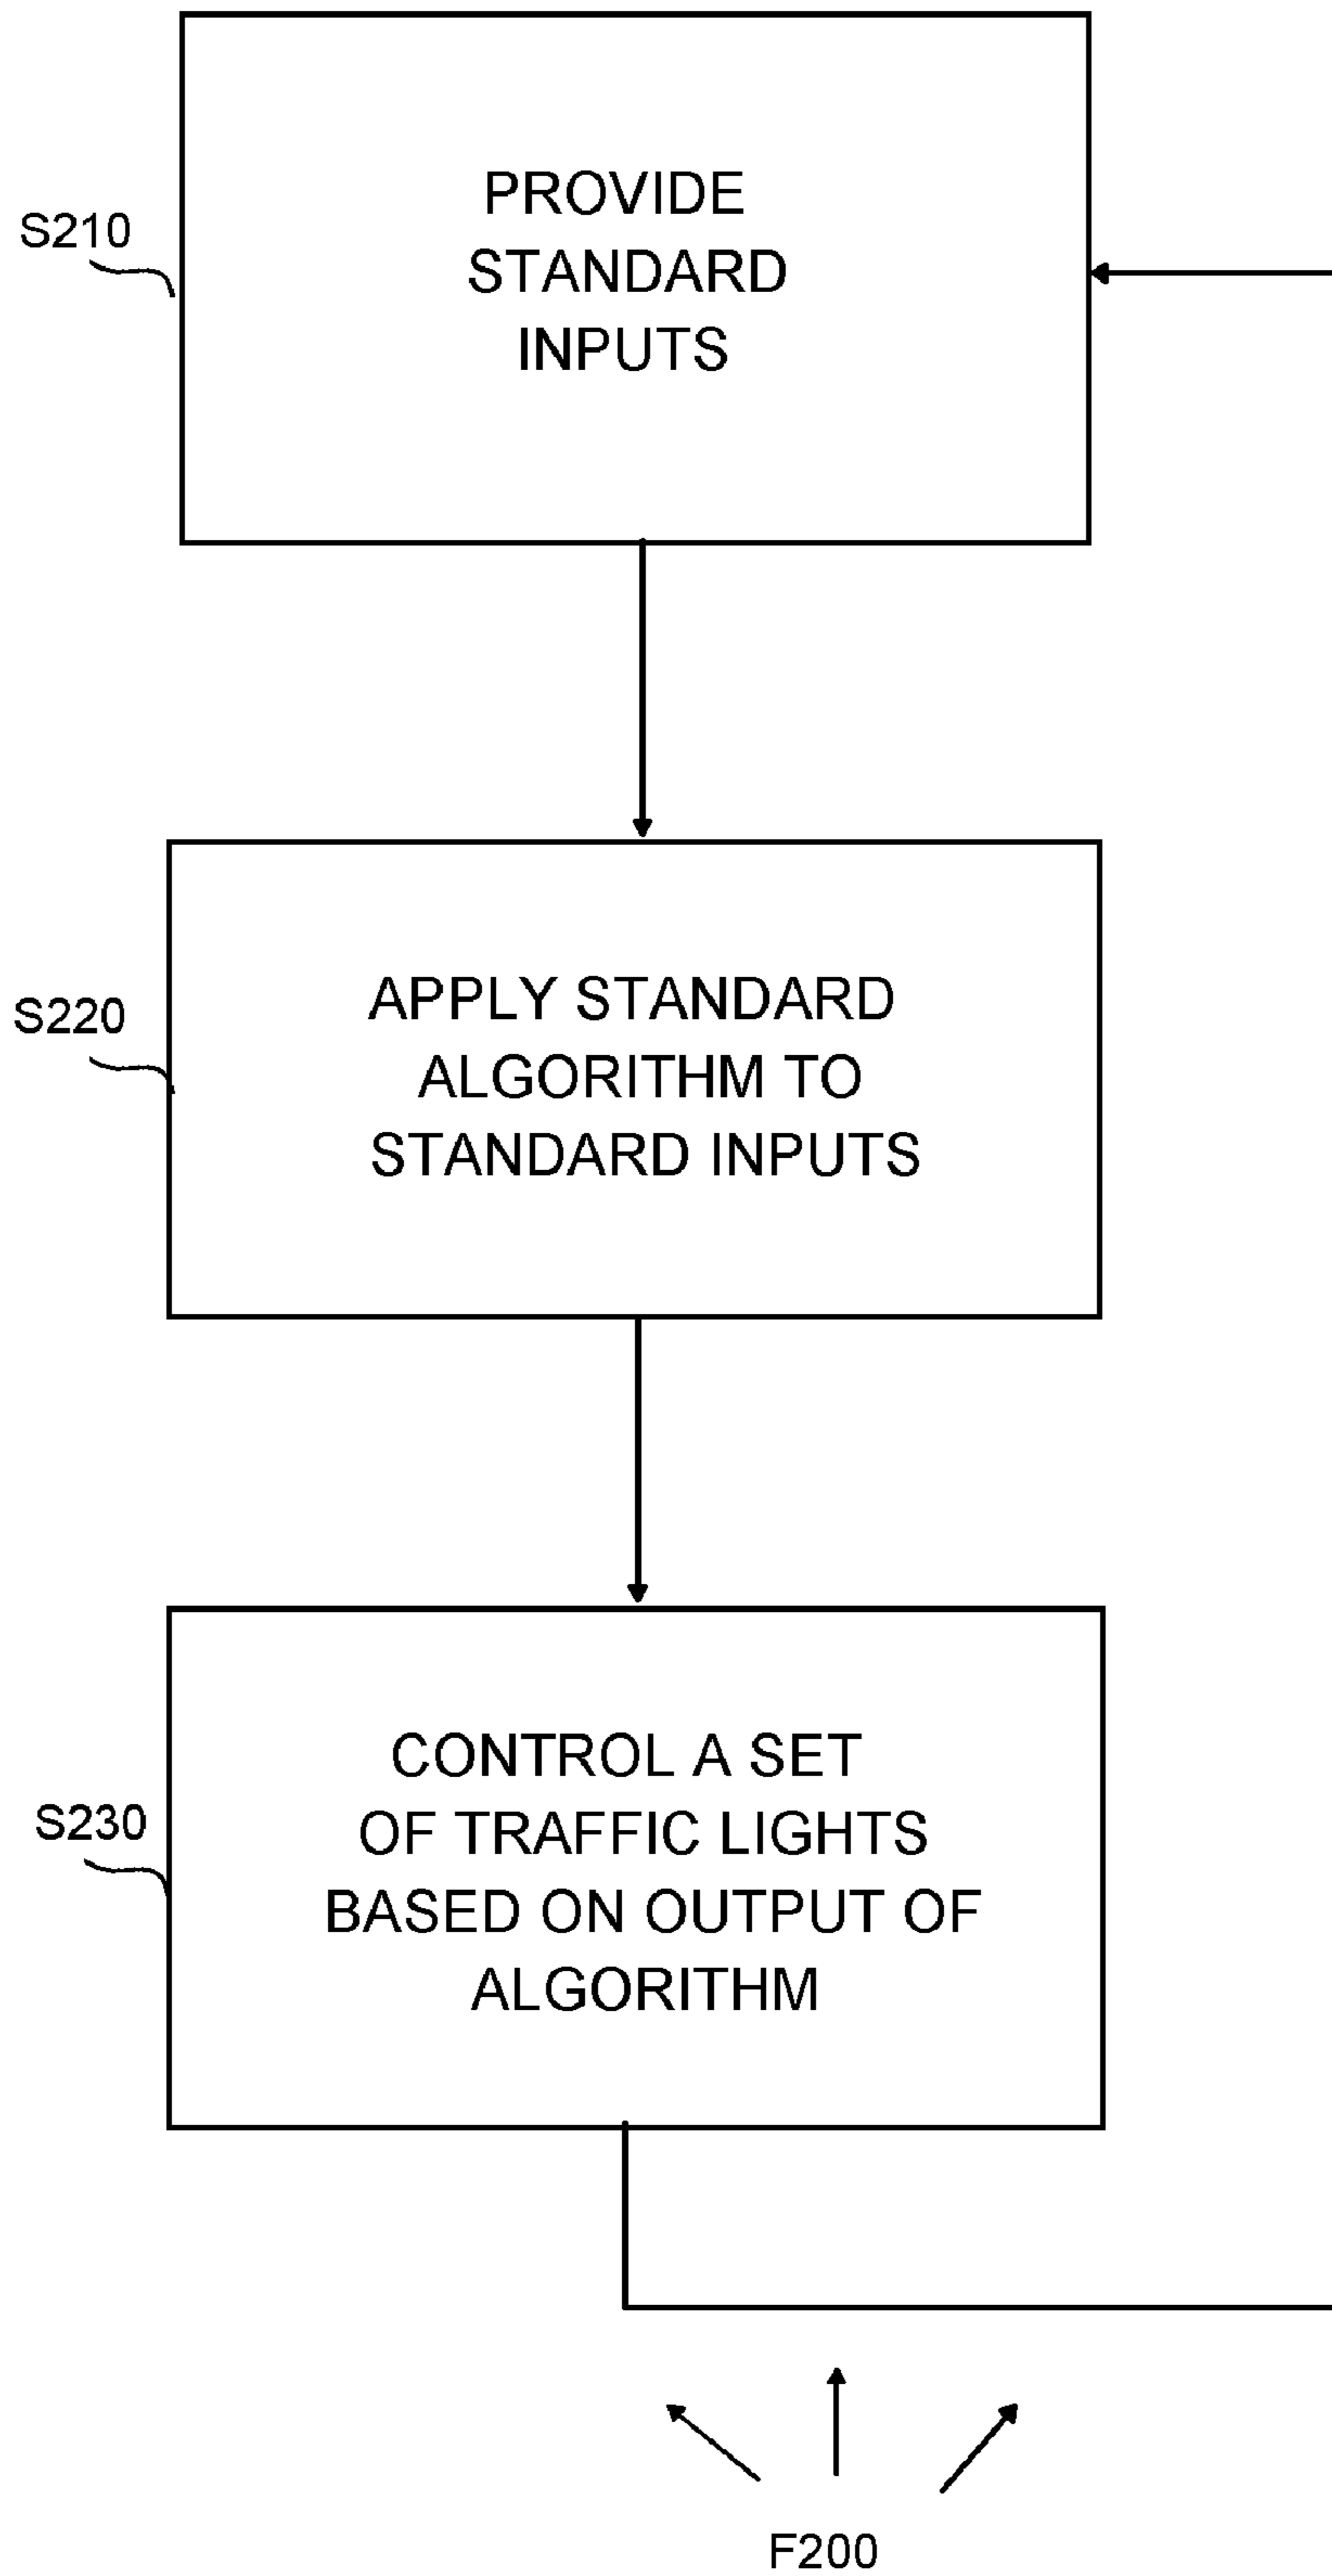 S210
PROVIDE
STANDARD
INPUTS
S220
APPLY STANDARD
ALGORITHM TO
STANDARD INPUTS
S230
CONTROL A SET
OF TRAFFIC LIGHTS
BASED ON OUTPUT OF
ALGORITHM
F200